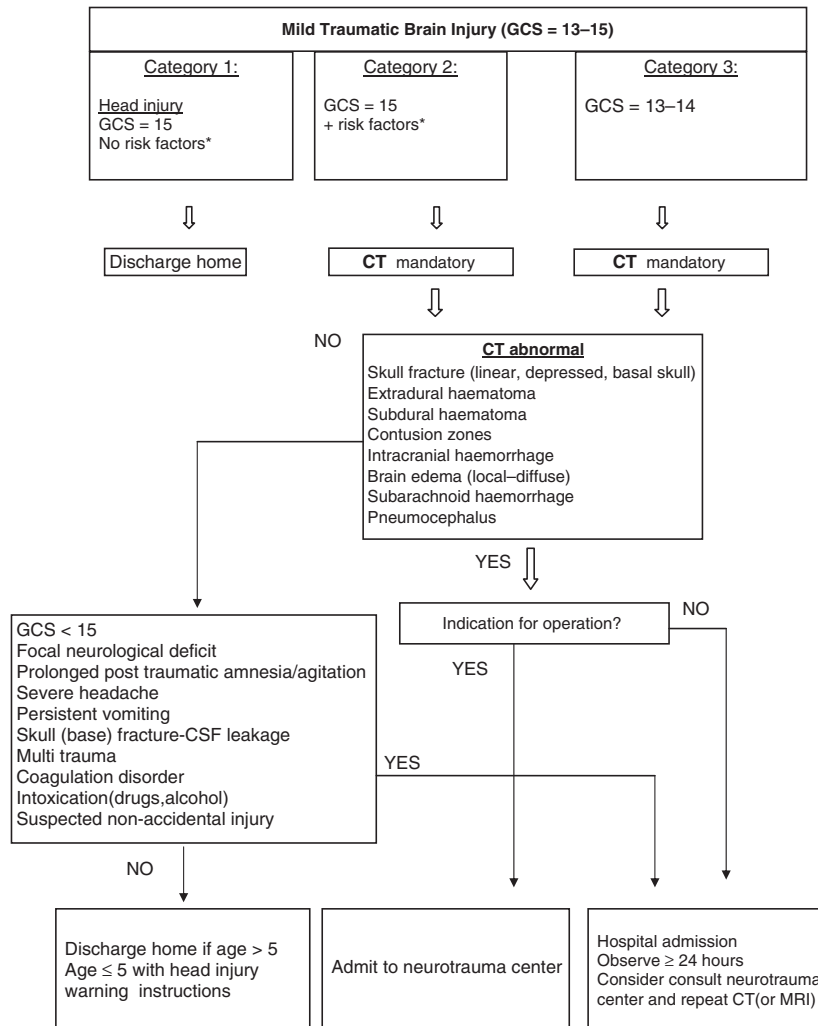 Mild Traumatic Brain Injury (GCS = 13–15)
Category 1:
Head injury
GCS = 15
No risk factors*
Category 2:
GCS = 15
+ risk factors*
Category 3:
GCS = 13–14
Discharge home
CT mandatory
CT mandatory
NO
CT abnormal
Skull fracture (linear, depressed, basal skull)
Extradural haematoma
Subdural haematoma
Contusion zones
Intracranial haemorrhage
Brain edema (local–diffuse)
Subarachnoid haemorrhage
Pneumocephalus
YES
Indication for operation?
NO
YES
GCS < 15
Focal neurological deficit
Prolonged post traumatic amnesia/agitation
Severe headache
Persistent vomiting
Skull (base) fracture-CSF leakage
Multi trauma
Coagulation disorder
Intoxication(drugs,alcohol)
Suspected non-accidental injury
YES
NO
Discharge home if age > 5
Age ≤ 5 with head injury
warning instructions
Admit to neurotrauma center
Hospital admission
Observe ≥ 24 hours
Consider consult neurotrauma
center and repeat CT(or MRI)